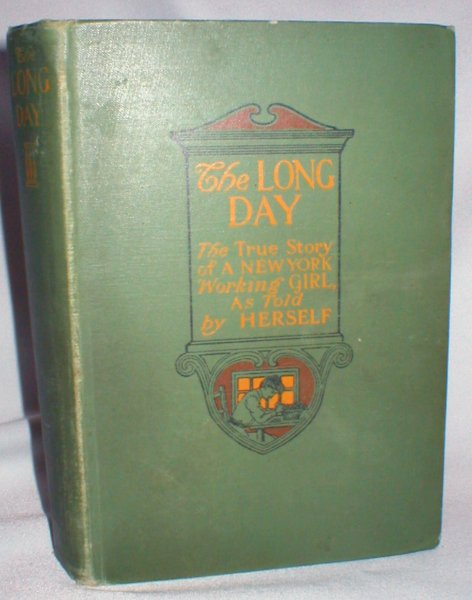 The
LONG
DAY
The LONG
DAY
The True Story
of A NEW YORK
Working GIRL,
As Told
by HERSELF